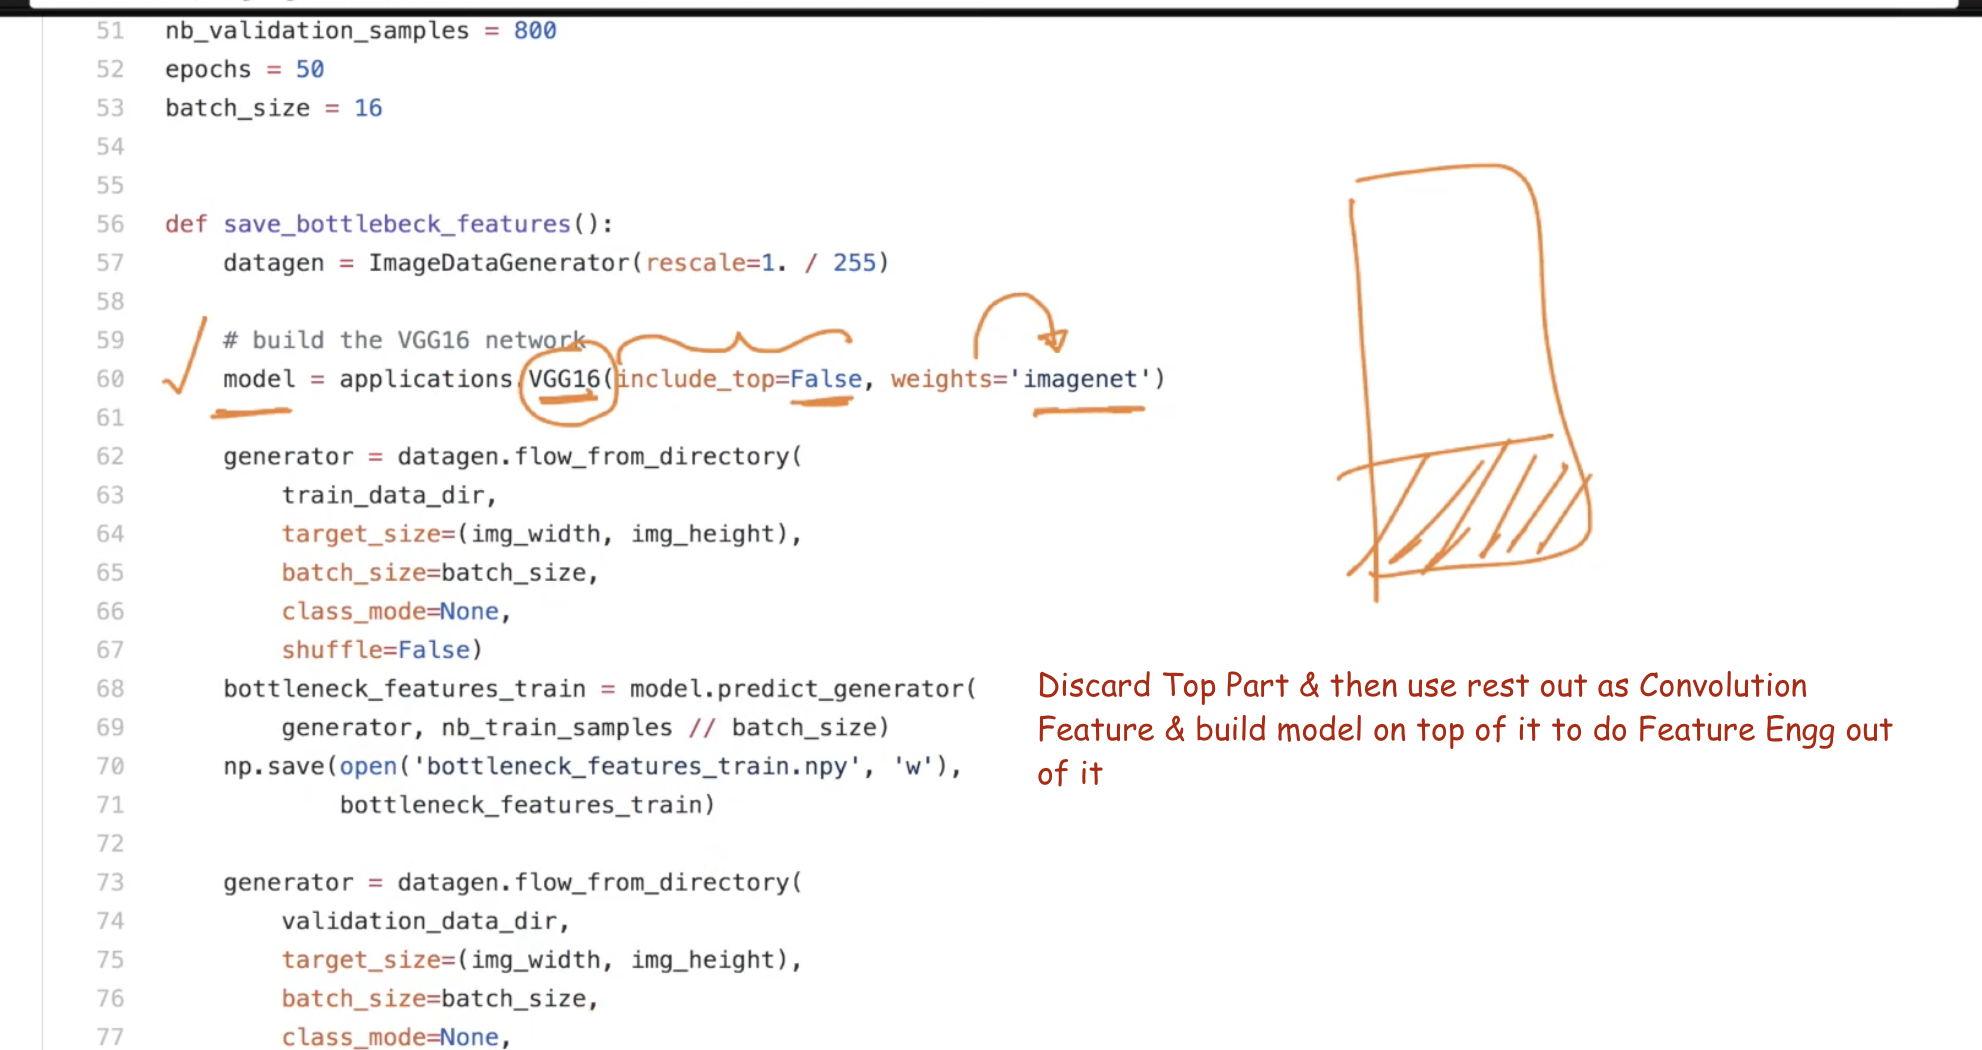 51 nb_validation_samples = 800
52 epochs = 50
53 batch_size = 16
54
55
56 def save_bottlebeck_features():
57 datagen = ImageDataGenerator(rescale=1. / 255)
58
59 # build the VGG16 network
60 model = applications.VGG16(include_top=False, weights='imagenet')
61
62 generator = datagen.flow_from_directory(
63 train_data_dir,
64 target_size=(img_width, img_height),
65 batch_size=batch_size,
66 class_mode=None,
67 shuffle=False)
68 bottleneck_features_train = model.predict_generator(
69 generator, nb_train_samples // batch_size)
70 np.save(open('bottleneck_features_train.npy', 'w'),
71 bottleneck_features_train)
72
73 generator = datagen.flow_from_directory(
74 validation_data_dir,
75 target_size=(img_width, img_height),
76 batch_size=batch_size,
77 class_mode=None,
Discard Top Part & then use rest out as Convolution
Feature & build model on top of it to do Feature Engg out
of it